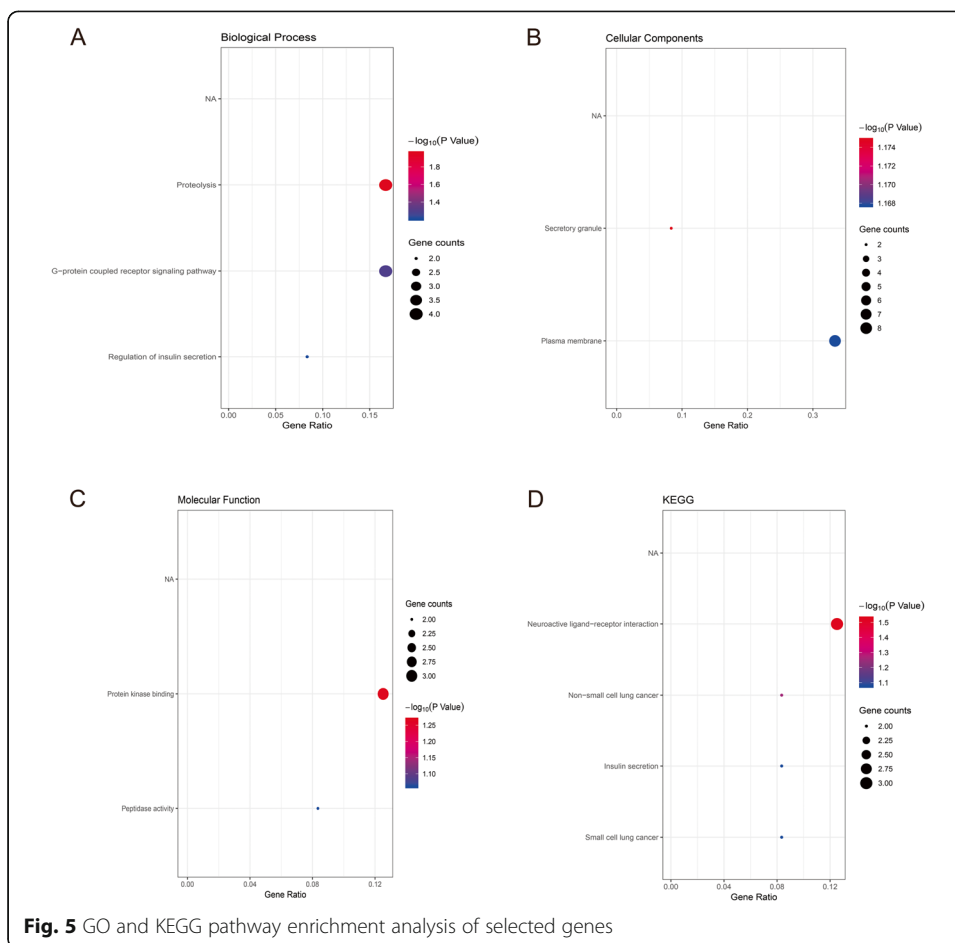 A
Biological Process
NA
Proteolysis
G−protein coupled receptor signaling pathway
Regulation of insulin secretion
0.00 0.05 0.10 0.15
Gene Ratio
−log10(P Value)
1.8
1.6
1.4
Gene counts
2.0
2.5
3.0
3.5
4.0
B
Cellular Components
NA
Secretory granule
Plasma membrane
0.0 0.1 0.2 0.3
Gene Ratio
−log10(P Value)
1.174
1.172
1.170
1.168
Gene counts
2
3
4
5
6
7
8
C
Molecular Function
NA
Protein kinase binding
Peptidase activity
0.00 0.04 0.08 0.12
Gene Ratio
Gene counts
2.00
2.25
2.50
2.75
3.00
−log10(P Value)
1.25
1.20
1.15
1.10
D
KEGG
NA
Neuroactive ligand−receptor interaction
Non−small cell lung cancer
Insulin secretion
Small cell lung cancer
0.00 0.04 0.08 0.12
Gene Ratio
−log10(P Value)
1.5
1.4
1.3
1.2
1.1
Gene counts
2.00
2.25
2.50
2.75
3.00
Fig. 5 GO and KEGG pathway enrichment analysis of selected genes